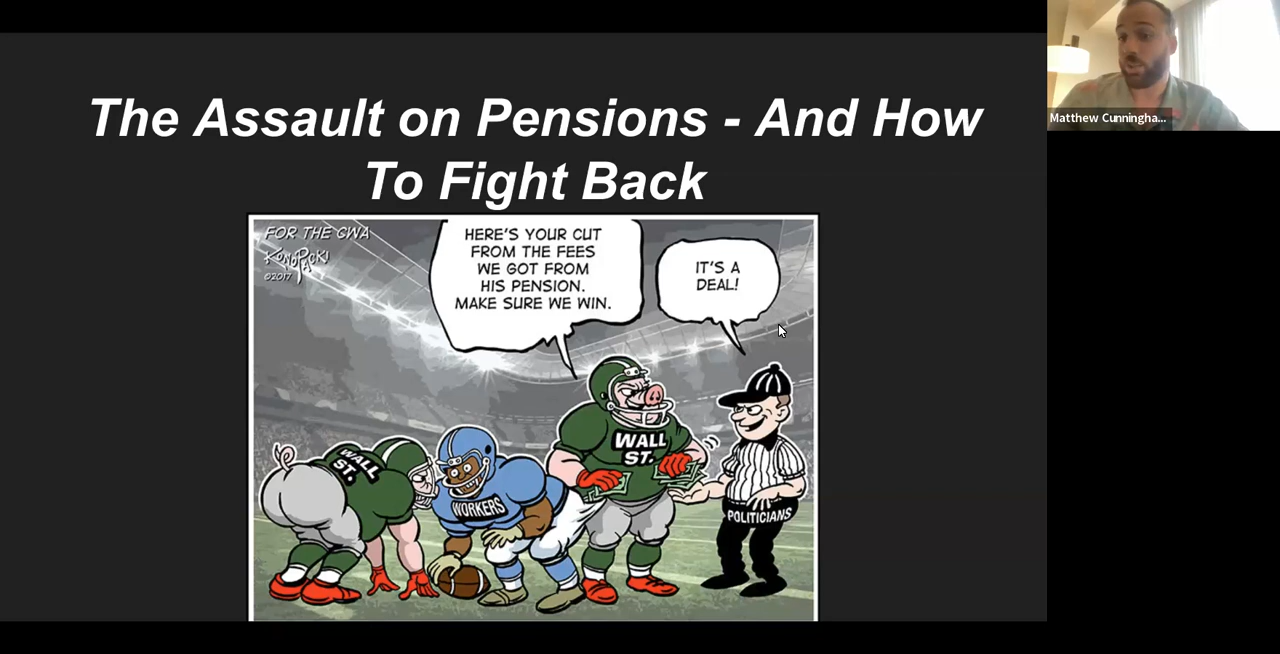 The Assault on Pensions - And How
To Fight Back
FOR THE CWA
KONOPACKI
©2017
HERE'S YOUR CUT
FROM THE FEES
WE GOT FROM
HIS PENSION.
MAKE SURE WE WIN.
IT'S A
DEAL!
WALL
ST.
WORKERS
WALL
ST.
POLITICIANS
Matthew Cunningha...